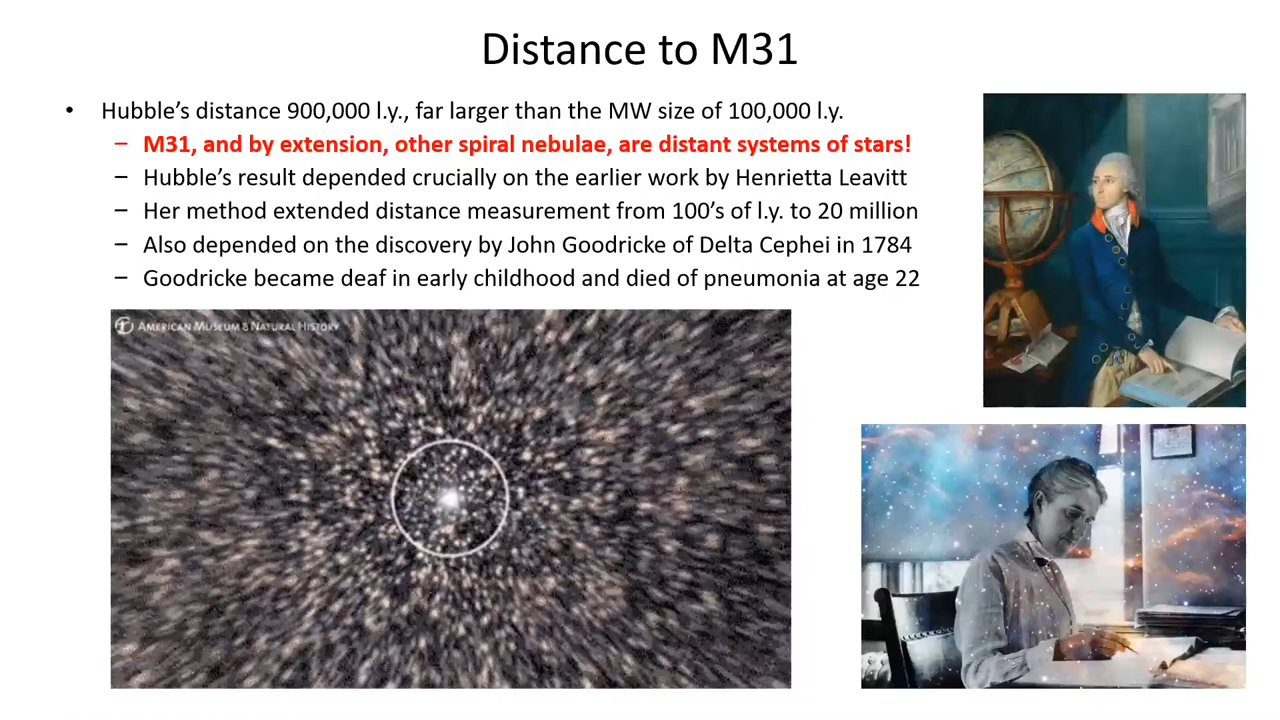 Distance to M31
• Hubble's distance 900,000 l.y., far larger than the MW size of 100,000 l.y.
– M31, and by extension, other spiral nebulae, are distant systems of stars!
– Hubble's result depended crucially on the earlier work by Henrietta Leavitt
– Her method extended distance measurement from 100's of l.y. to 20 million
– Also depended on the discovery by John Goodricke of Delta Cephei in 1784
– Goodricke became deaf in early childhood and died of pneumonia at age 22
AMERICAN MUSEUM & NATURAL HISTORY